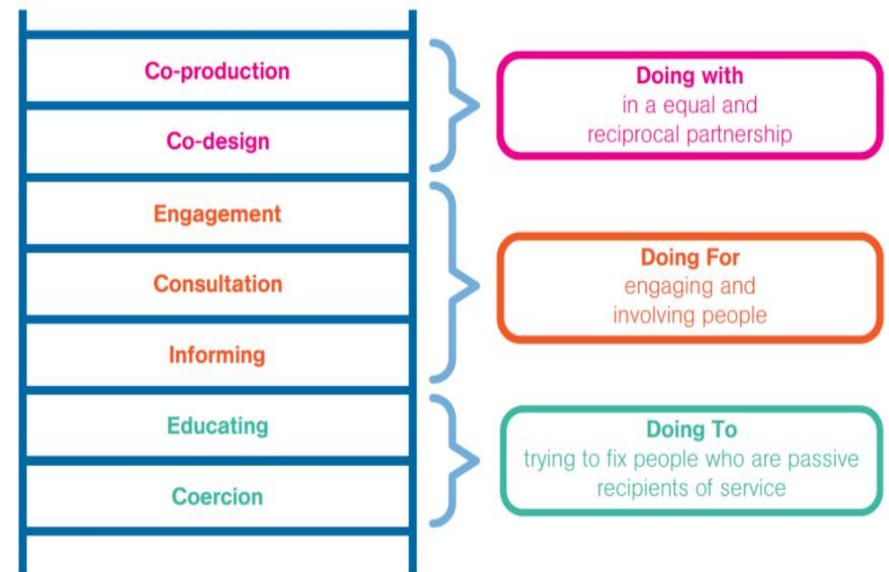 Co-production
Co-design
Engagement
Consultation
Informing
Educating
Coercion
Doing with
in a equal and
reciprocal partnership
Doing For
engaging and
involving people
Doing To
trying to fix people who are passive
recipients of service